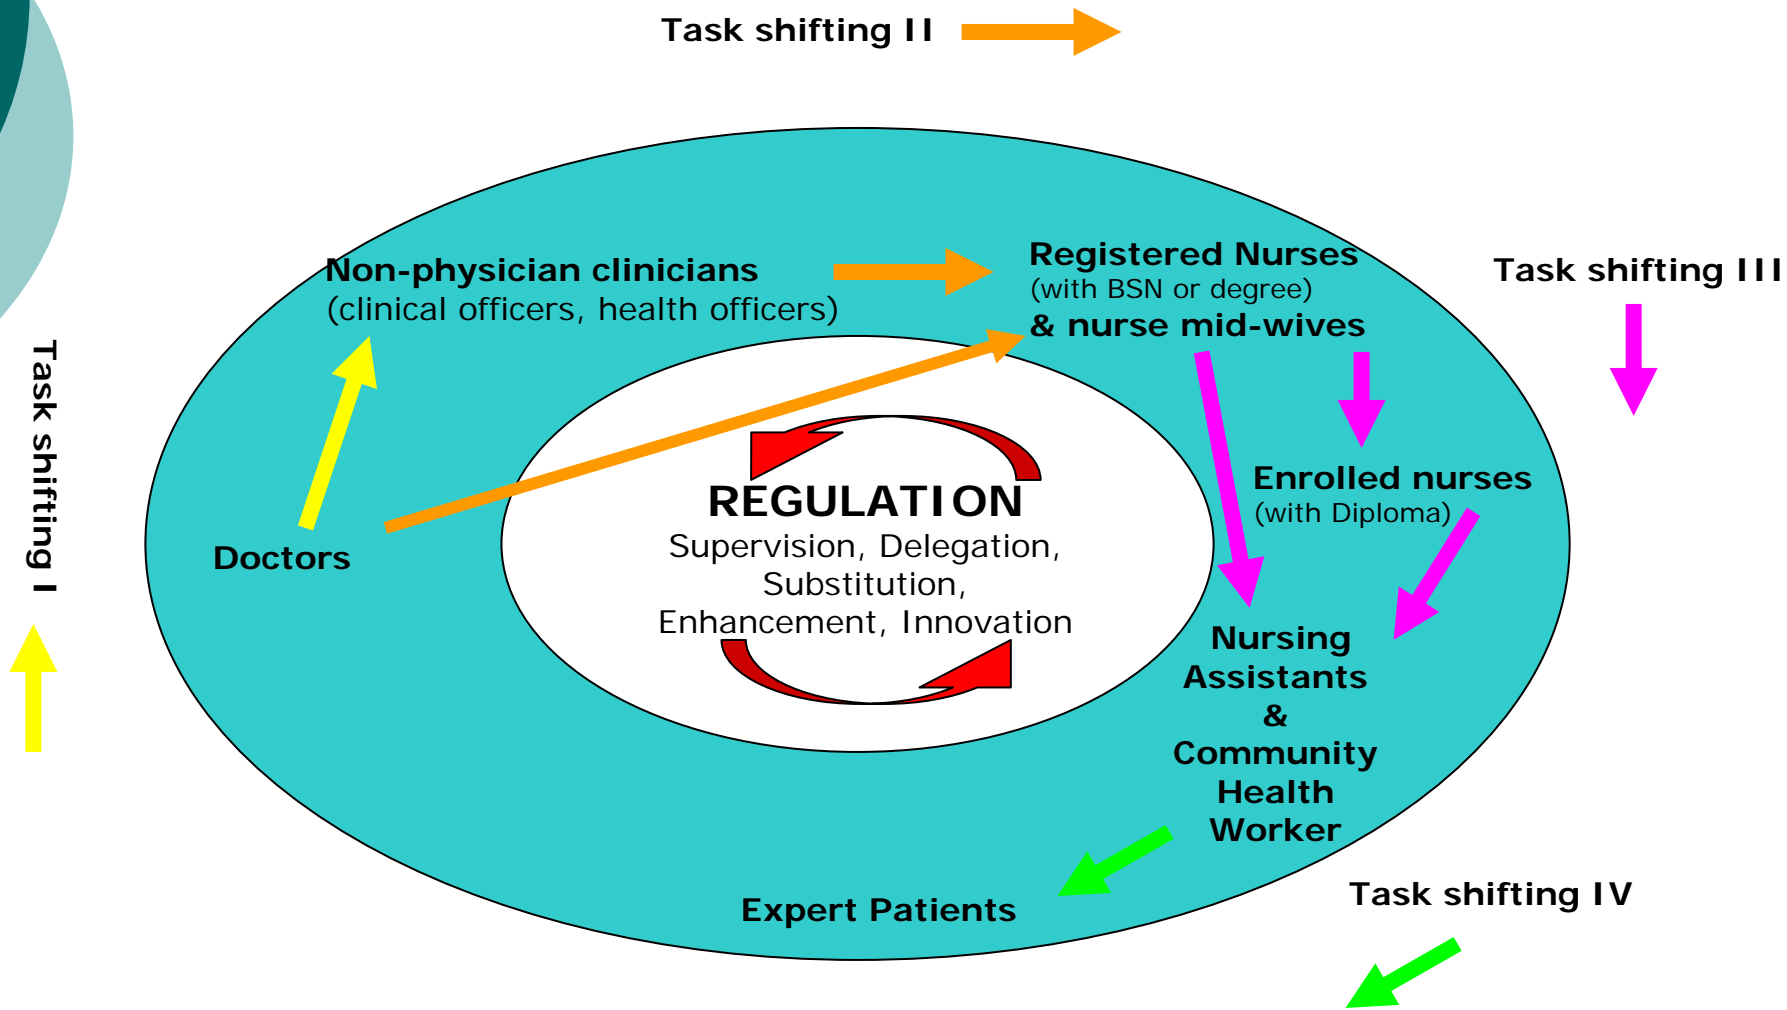 Task shifting II
Non-physician clinicians
(clinical officers, health officers)
Registered Nurses
(with BSN or degree)
& nurse mid-wives
Task shifting III
Task shifting I
Doctors
REGULATION
Supervision, Delegation,
Substitution,
Enhancement, Innovation
Enrolled nurses
(with Diploma)
Nursing
Assistants
&
Community
Health
Worker
Expert Patients
Task shifting IV